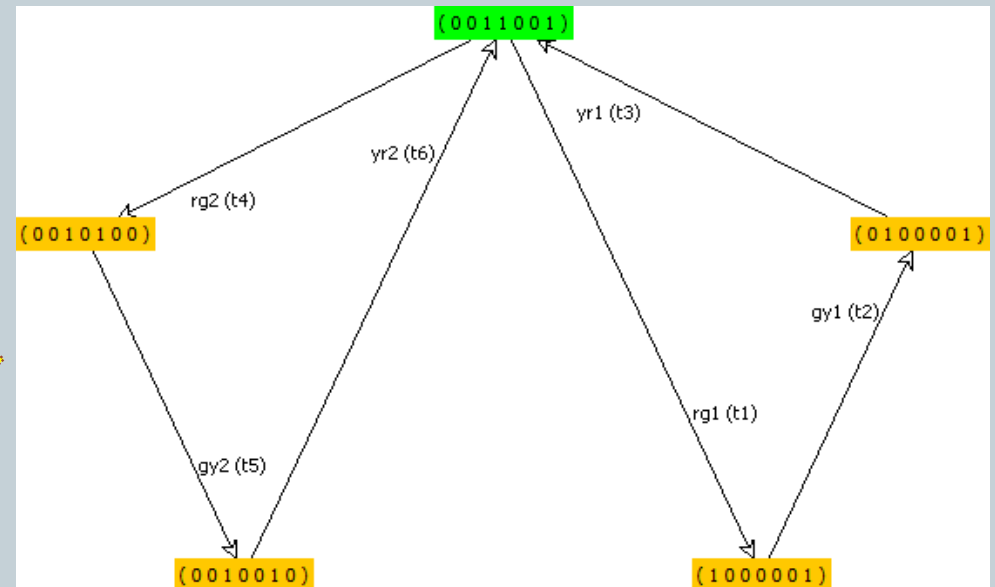 (0011001)
yr1 (t3)
yr2 (t6)
rg2 (t4)
(0010100)
(0100001)
gy1 (t2)
rg1 (t1)
gy2 (t5)
(0010010)
(1000001)